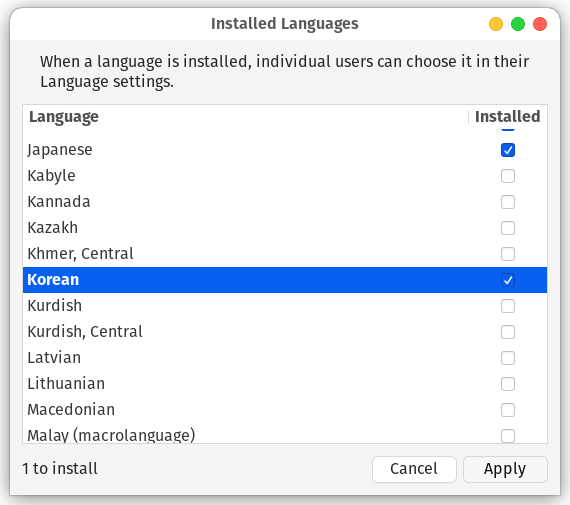 Installed Languages
When a language is installed, individual users can choose it in their
Language settings.
Language Installed
Japanese
Kabyle
Kannada
Kazakh
Khmer, Central
Korean
Kurdish
Kurdish, Central
Latvian
Lithuanian
Macedonian
Malay (macrolanguage)
1 to install Cancel Apply